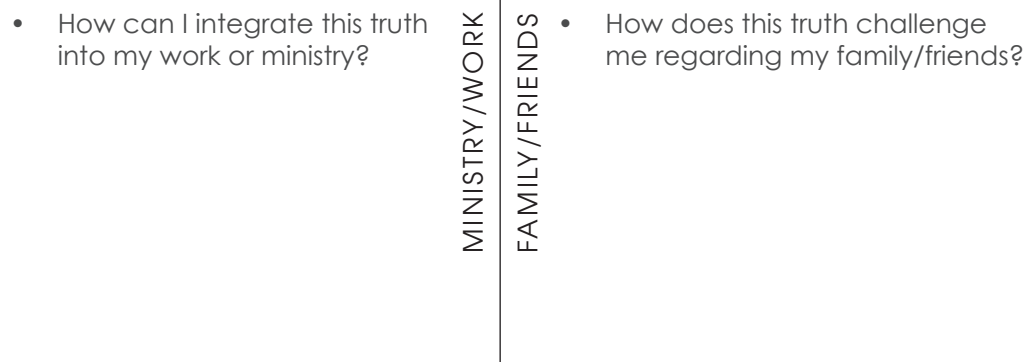 • How can I integrate this truth
into my work or ministry?
MINISTRY/WORK
FAMILY/FRIENDS
• How does this truth challenge
me regarding my family/friends?